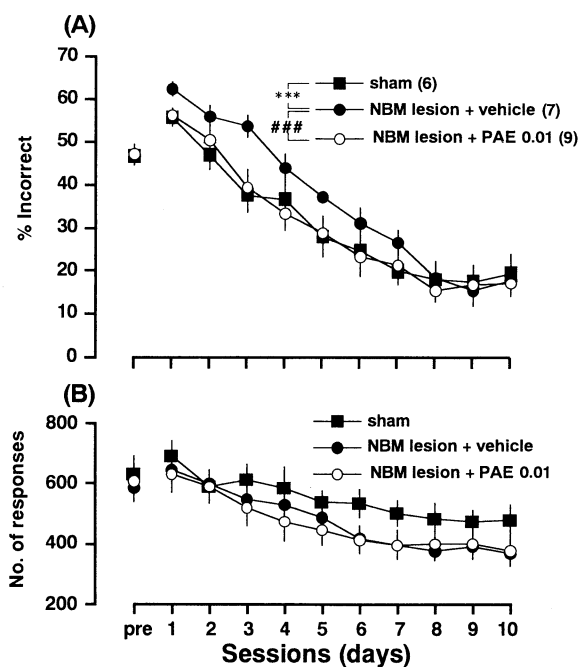 (A)
70
60
50
40
30
20
10
0
% Incorrect
***
###
sham (6)
NBM lesion + vehicle (7)
NBM lesion + PAE 0.01 (9)
(B)
800
600
400
200
No. of responses
sham
NBM lesion + vehicle
NBM lesion + PAE 0.01
pre 1 2 3 4 5 6 7 8 9 10
Sessions (days)